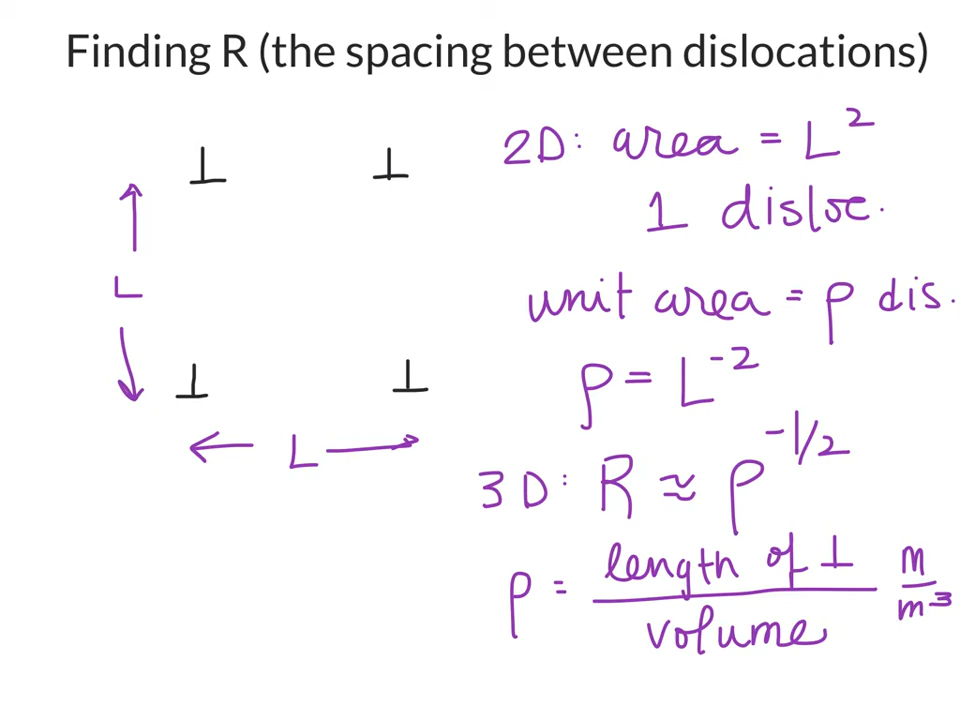 Finding R (the spacing between dislocations)
⊥ ⊥
2D: area = L²
1 disloc.
L
unit area = ρ dis.
⊥ ⊥
ρ = L⁻²
L
3D: R ≈ ρ^(-1/2)
ρ = length of ⊥ / volume m/m³